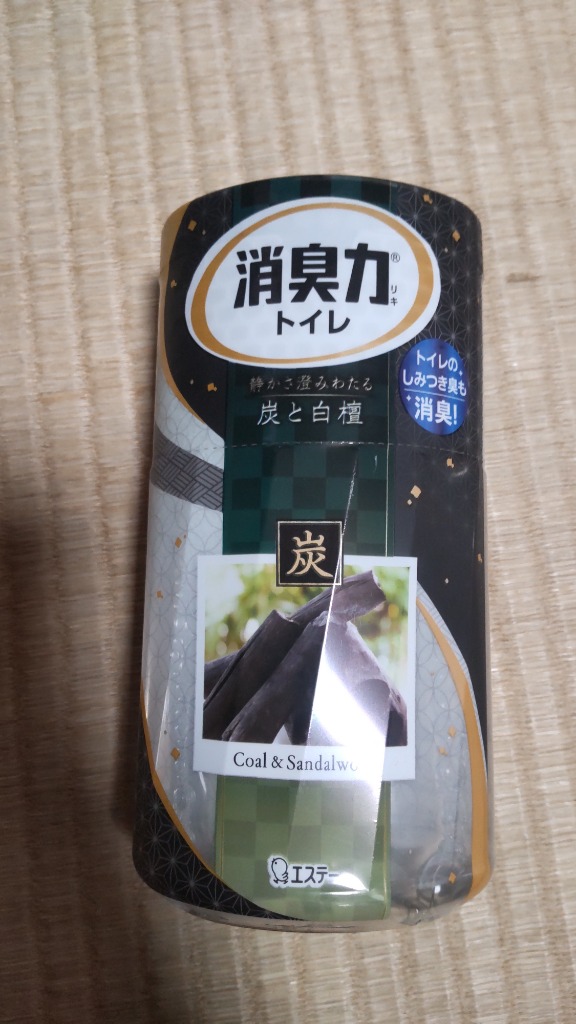 消臭力®
リキ
トイレ
静かさ澄みわたる
炭と白檀
トイレの
しみつき臭も
消臭!
炭
Coal & Sandalwo
エステー